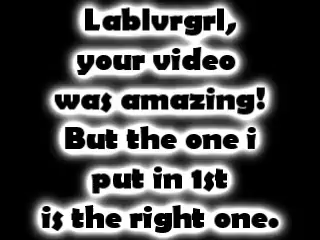 Lablvrgrl,
your video
was amazing!
But the one i
put in 1st
is the right one.